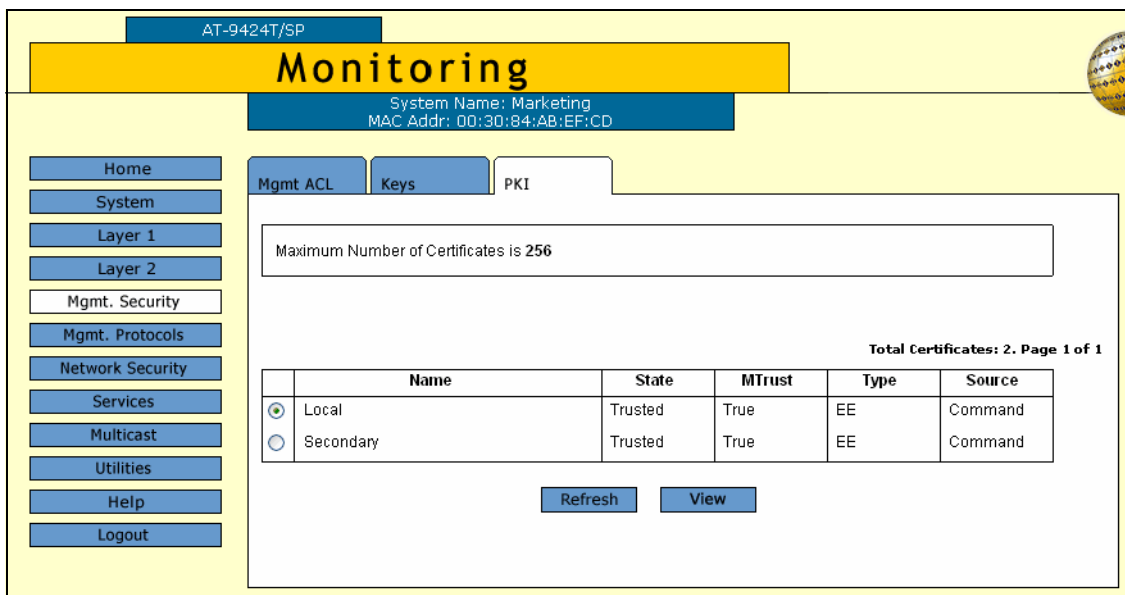 AT-9424T/SP
Monitoring
System Name: Marketing
MAC Addr: 00:30:84:AB:EF:CD
Home
System
Layer 1
Layer 2
Mgmt. Security
Mgmt. Protocols
Network Security
Services
Multicast
Utilities
Help
Logout
Mgmt ACL Keys PKI
Maximum Number of Certificates is 256
Total Certificates: 2. Page 1 of 1
Name State MTrust Type Source
Local Trusted True EE Command
Secondary Trusted True EE Command
Refresh View